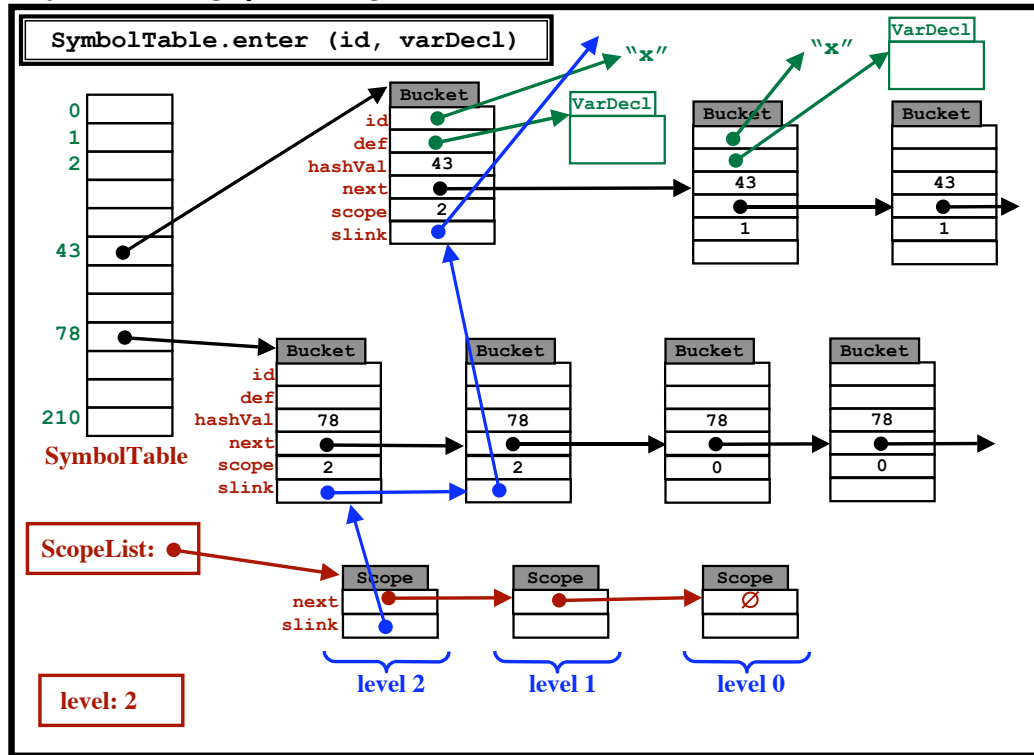 SymbolTable.enter (id, varDecl)
"x"
"x"
VarDecl
Bucket
VarDecl
Bucket
Bucket
0
id
1
def
2
hashVal
43
43
43
next
scope
2
1
1
slink
43
78
Bucket
Bucket
Bucket
Bucket
id
def
210
hashVal
78
78
78
78
SymbolTable
next
scope
2
2
0
0
slink
ScopeList:
Scope
Scope
Scope
next
∅
slink
level 2
level 1
level 0
level: 2